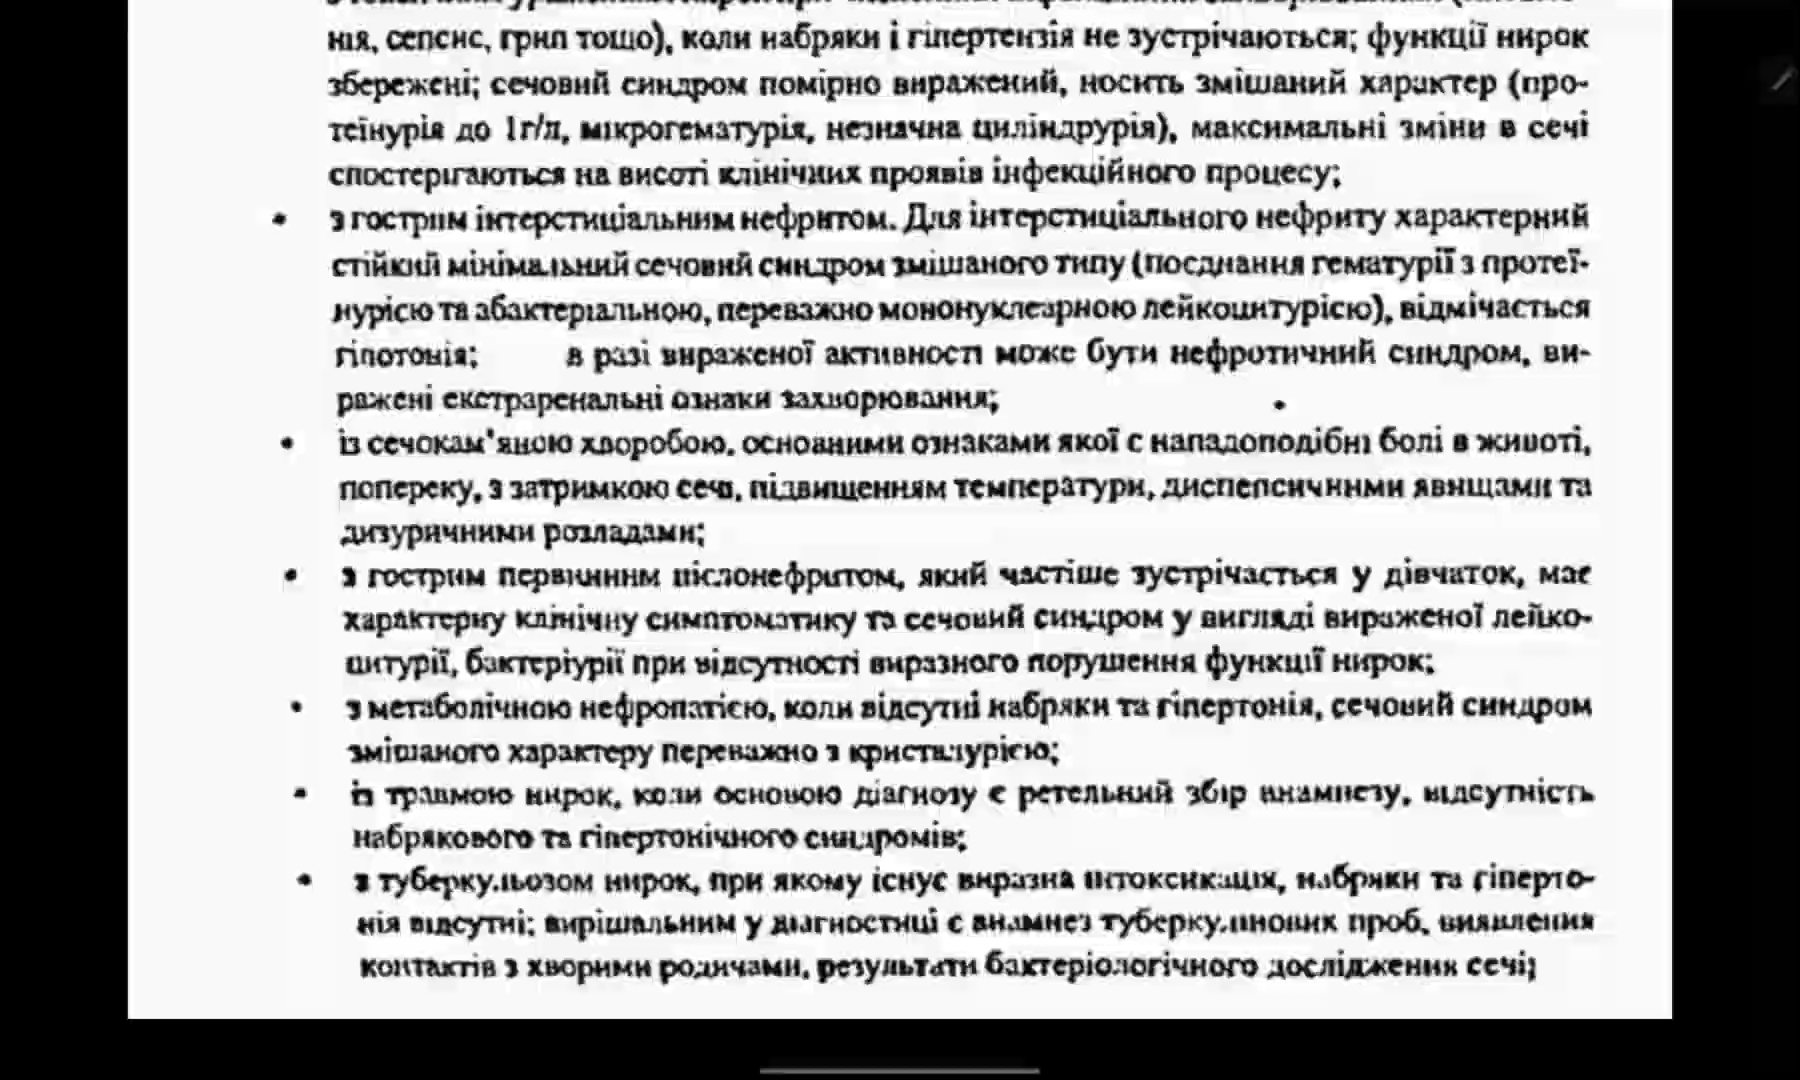 нія, сепсис, грип тощо), коли набряки і гіпертензія не зустрічаються; функції нирок
збережені; сечовий синдром помірно виражений, носить змішаний характер (про-
теїнурія до 1г/л, мікрогематурія, незначна циліндрурія), максимальні зміни в сечі
спостерігаються на висоті клінічних проявів інфекційного процесу;
• з гострим інтерстиціальним нефритом. Для інтерстиціального нефриту характерний
стійкий мінімальний сечовий синдром змішаного типу (поєднання гематурії з протеї-
нурією та абактеріальною, переважно мононуклеарною лейкоцитурією), відмічається
гіпотонія; в разі вираженої активності може бути нефротичний синдром, ви-
ражені екстраренальні ознаки захворювання;
• із сечокам'яною хворобою, основними ознаками якої є нападоподібні болі в животі,
попереку, з затримкою сечі, підвищенням температури, диспепсичними явищами та
дизуричними розладами;
• з гострим первинним пієлонефритом, який частіше зустрічається у дівчаток, має
характерну клінічну симптоматику та сечовий синдром у вигляді вираженої лейко-
цитурії, бактеріурії при відсутності виразного порушення функції нирок;
• з метаболічною нефропатією, коли відсутні набряки та гіпертонія, сечовий синдром
змішаного характеру переважно з кристалурією;
• із травмою нирок, коли основою діагнозу є ретельний збір анамнезу, відсутність
набрякового та гіпертонічного синдромів;
• з туберкульозом нирок, при якому існує виразна інтоксикація, набряки та гіперто-
нія відсутні; вирішальним у діагностиці є анамнез туберкулінових проб, виявлення
контактів з хворими родичами, результати бактеріологічного дослідження сечі;